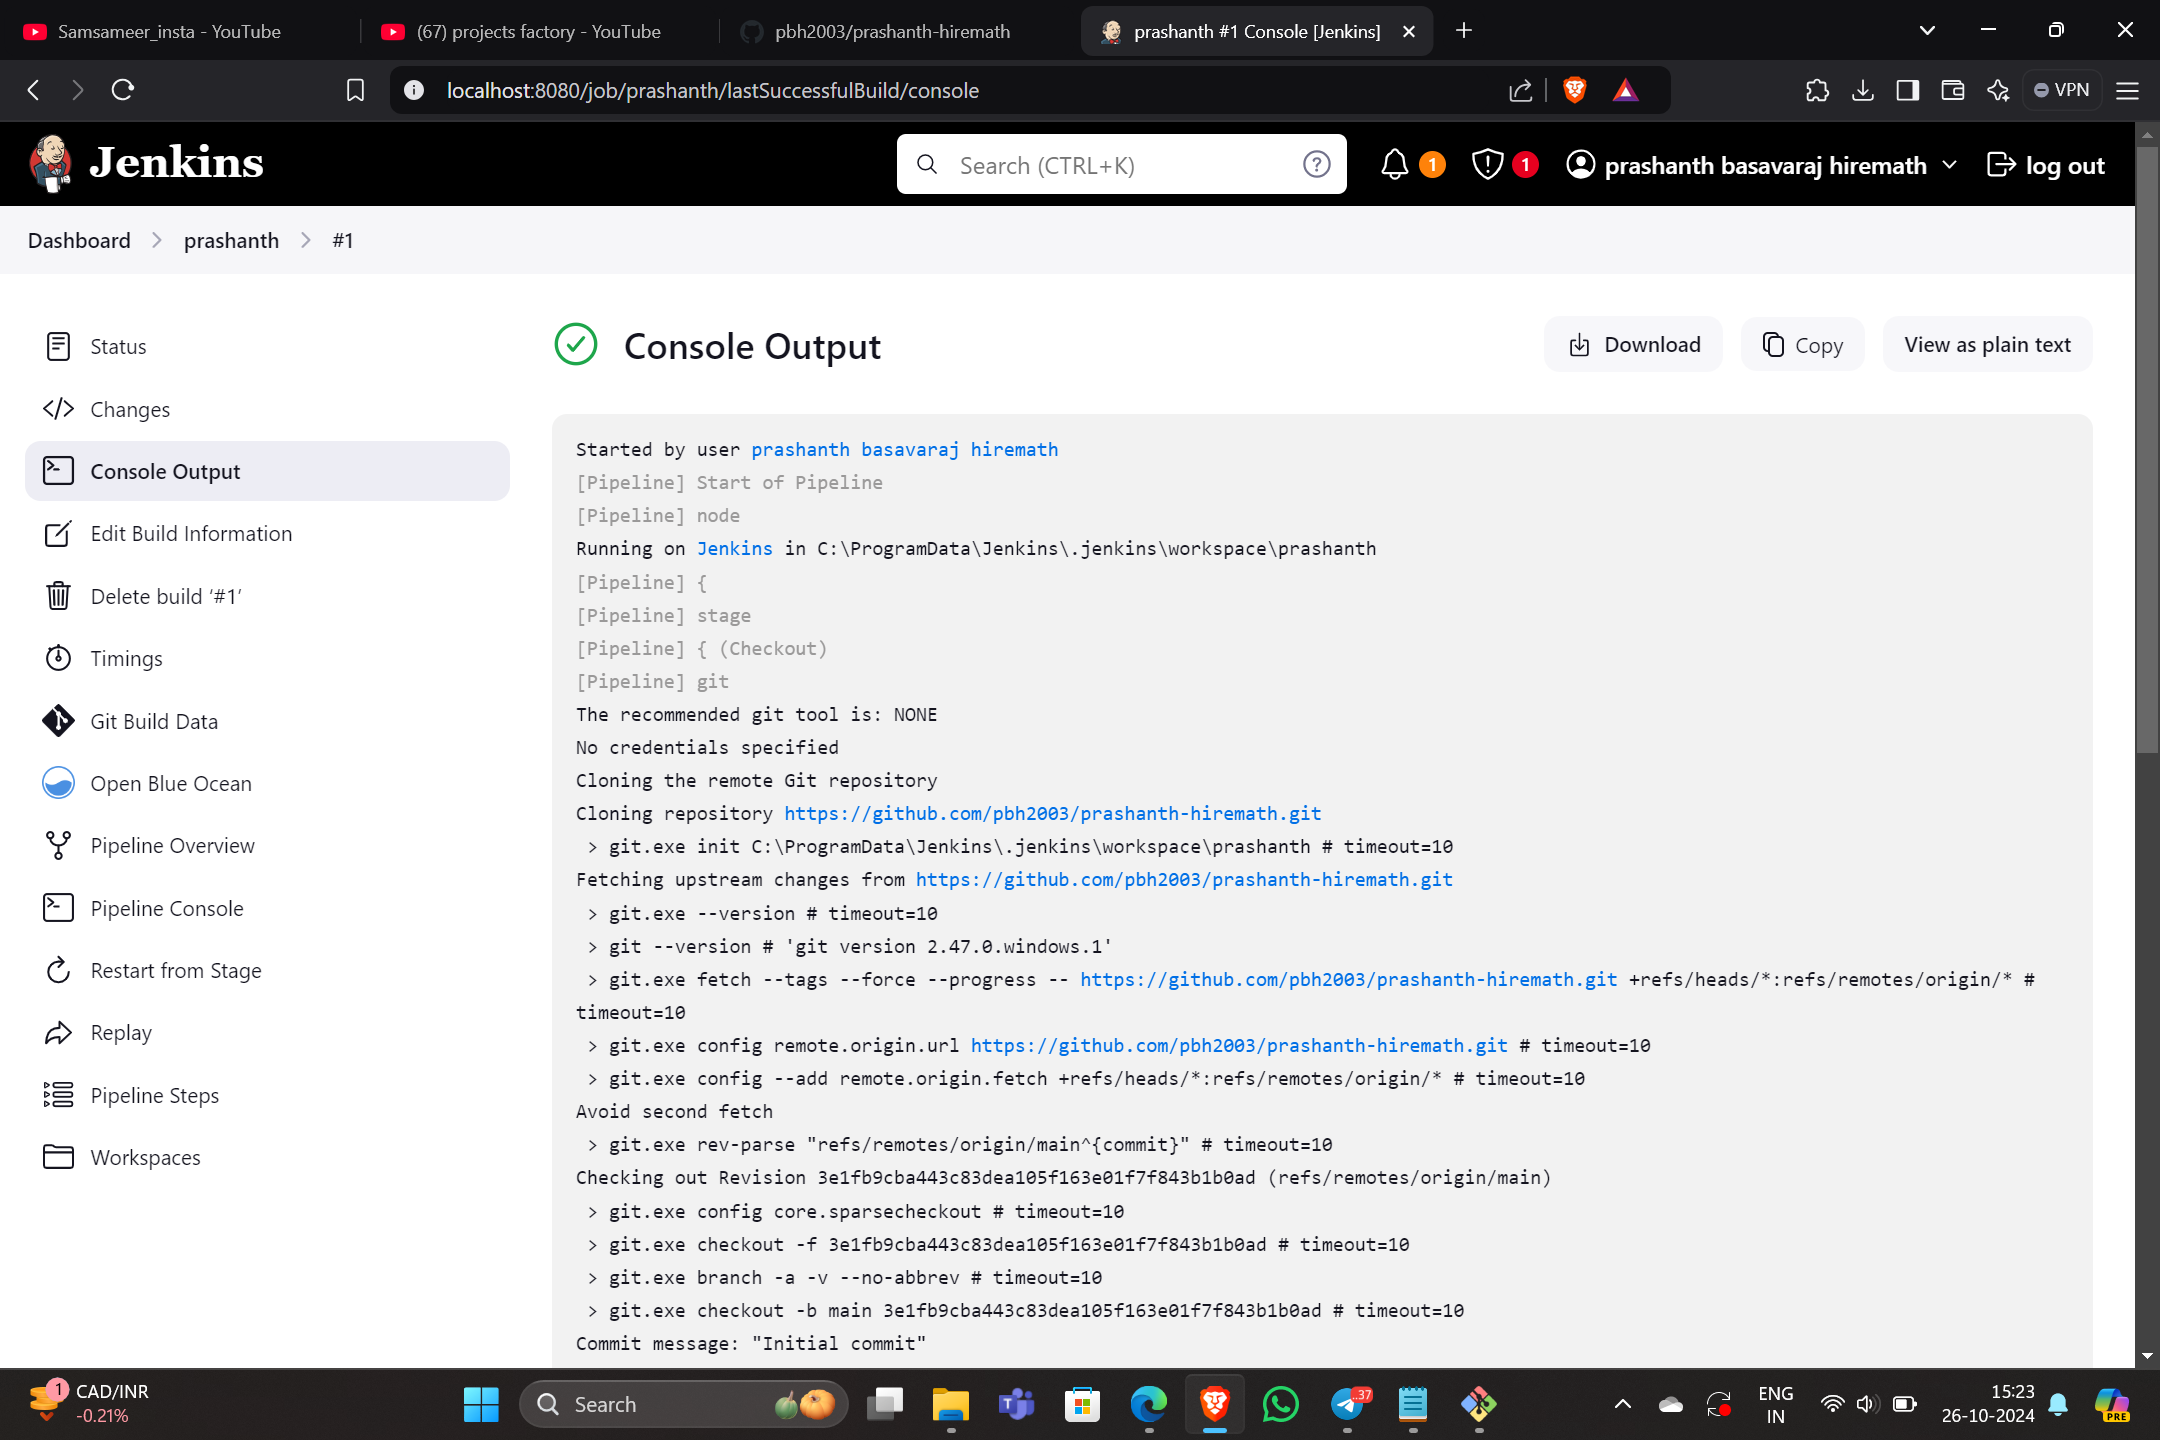 Samsameer_insta - YouTube
(67) projects factory - YouTube
pbh2003/prashanth-hiremath
prashanth #1 Console [Jenkins]
localhost:8080/job/prashanth/lastSuccessfulBuild/console
VPN
Jenkins
Search (CTRL+K)
1
1
prashanth basavaraj hiremath
log out
Dashboard
prashanth
#1
Status
Changes
Console Output
Edit Build Information
Delete build ‘#1’
Timings
Git Build Data
Open Blue Ocean
Pipeline Overview
Pipeline Console
Restart from Stage
Replay
Pipeline Steps
Workspaces
Console Output
Download
Copy
View as plain text
Started by user prashanth basavaraj hiremath
[Pipeline] Start of Pipeline
[Pipeline] node
Running on Jenkins in C:\ProgramData\Jenkins\.jenkins\workspace\prashanth
[Pipeline] {
[Pipeline] stage
[Pipeline] { (Checkout)
[Pipeline] git
The recommended git tool is: NONE
No credentials specified
Cloning the remote Git repository
Cloning repository https://github.com/pbh2003/prashanth-hiremath.git
> git.exe init C:\ProgramData\Jenkins\.jenkins\workspace\prashanth # timeout=10
Fetching upstream changes from https://github.com/pbh2003/prashanth-hiremath.git
> git.exe --version # timeout=10
> git --version # 'git version 2.47.0.windows.1'
> git.exe fetch --tags --force --progress -- https://github.com/pbh2003/prashanth-hiremath.git +refs/heads/*:refs/remotes/origin/* #
timeout=10
> git.exe config remote.origin.url https://github.com/pbh2003/prashanth-hiremath.git # timeout=10
> git.exe config --add remote.origin.fetch +refs/heads/*:refs/remotes/origin/* # timeout=10
Avoid second fetch
> git.exe rev-parse "refs/remotes/origin/main^{commit}" # timeout=10
Checking out Revision 3e1fb9cba443c83dea105f163e01f7f843b1b0ad (refs/remotes/origin/main)
> git.exe config core.sparsecheckout # timeout=10
> git.exe checkout -f 3e1fb9cba443c83dea105f163e01f7f843b1b0ad # timeout=10
> git.exe branch -a -v --no-abbrev # timeout=10
> git.exe checkout -b main 3e1fb9cba443c83dea105f163e01f7f843b1b0ad # timeout=10
Commit message: "Initial commit"
1
CAD/INR
-0.21%
Search
..37
ENG
IN
15:23
26-10-2024
PRE